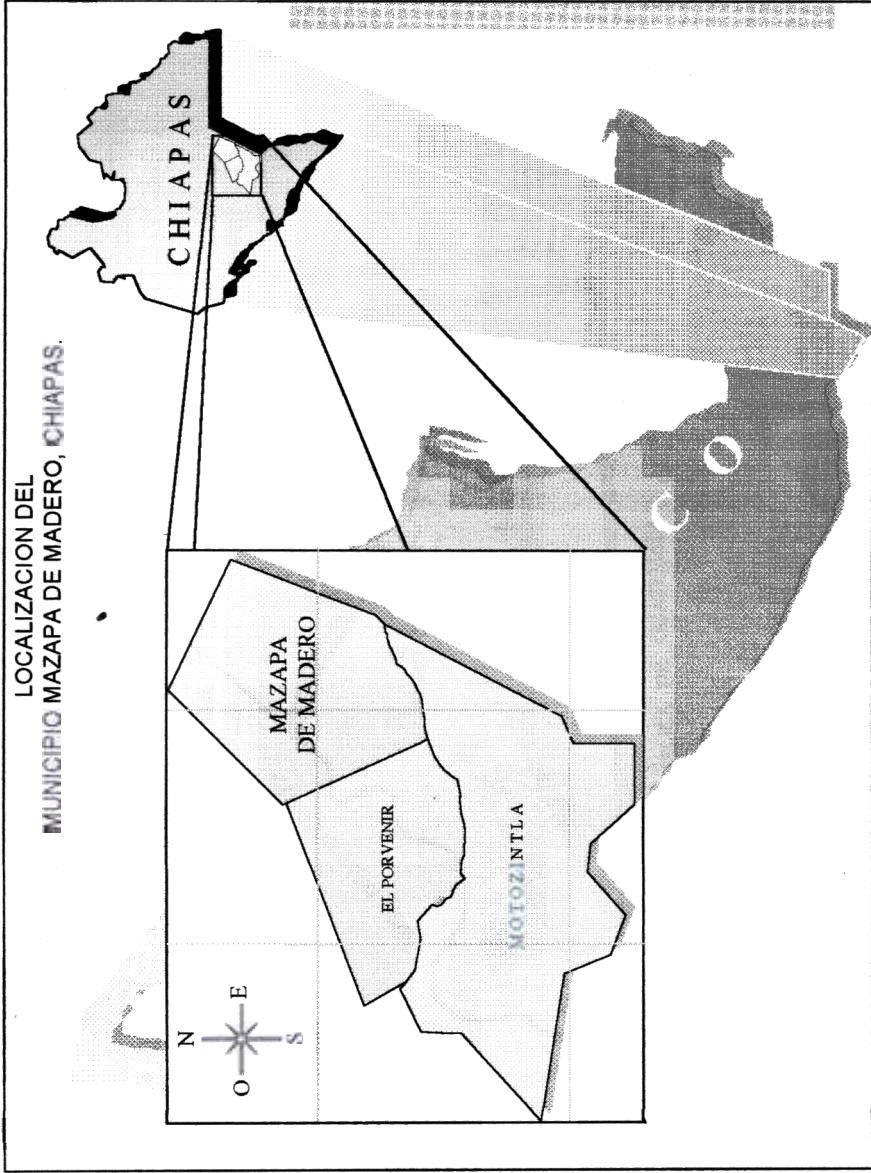 LOCALIZACION DEL
MUNICIPIO MAZAPA DE MADERO, CHIAPAS.
CHIAPAS
N
O
E
S
MAZAPA
DE MADERO
EL PORVENIR
MOTOZINTLA
C O